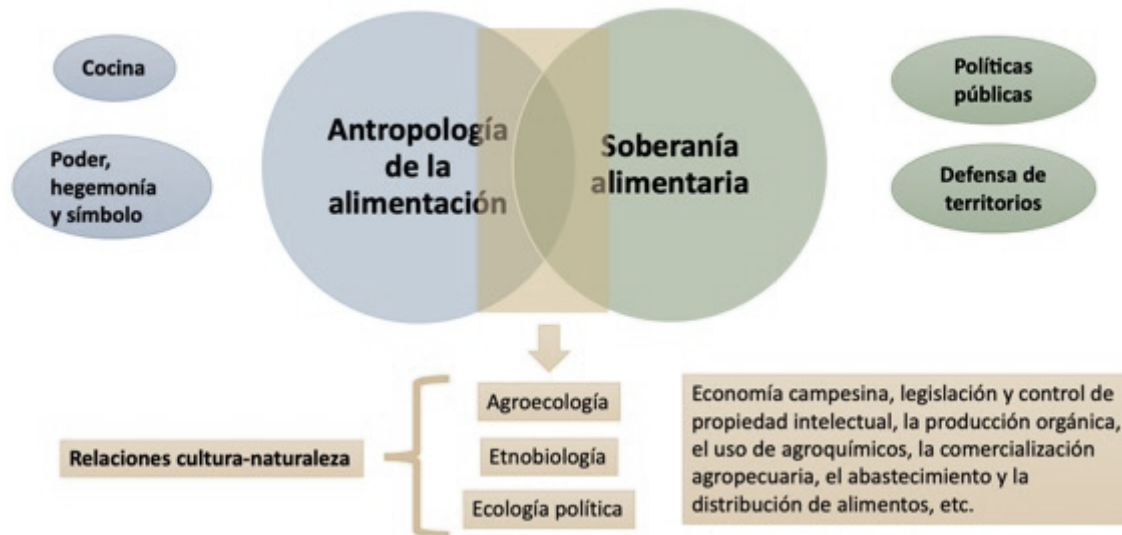 Cocina
Poder,
hegemonía
y símbolo
Antropología
de la
alimentación
Soberanía
alimentaria
Políticas
públicas
Defensa de
territorios
Relaciones cultura-naturaleza
Agroecología
Etnobiología
Ecología política
Economía campesina, legislación y control de
propiedad intelectual, la producción orgánica,
el uso de agroquímicos, la comercialización
agropecuaria, el abastecimiento y la
distribución de alimentos, etc.